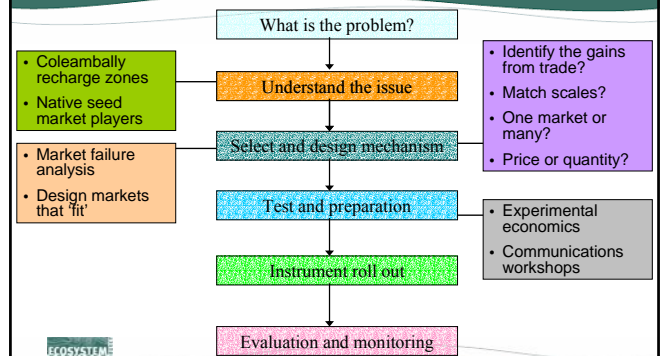 What is the problem?
• Coleambally
recharge zones
• Native seed
market players
Understand the issue
• Identify the gains
from trade?
• Match scales?
• One market or
many?
• Price or quantity?
Select and design mechanism
• Market failure
analysis
• Design markets
that 'fit'
Test and preparation
• Experimental
economics
• Communications
workshops
Instrument roll out
Evaluation and monitoring
ECOSYSTEM